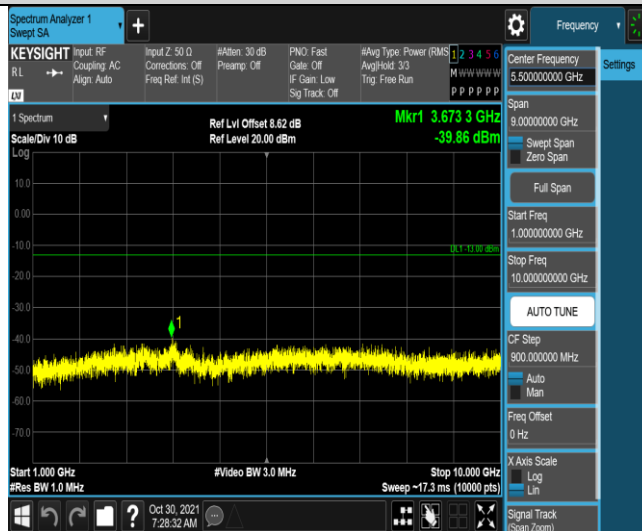 Spectrum Analyzer 1
Swept SA
+
Frequency
KEYSIGHT
RL
LXI
Input: RF
Coupling: AC
Align: Auto
Input Z: 50 Ω
Corrections: Off
Freq Ref: Int (S)
#Atten: 30 dB
Preamp: Off
PNO: Fast
Gate: Off
IF Gain: Low
Sig Track: Off
#Avg Type: Power (RMS
Avg|Hold: 3/3
Trig: Free Run
1 2 3 4 5 6
M W W W W W
P P P P P P
1 Spectrum
Scale/Div 10 dB
Log
Ref Lvl Offset 8.62 dB
Ref Level 20.00 dBm
Mkr1 3.673 3 GHz
-39.86 dBm
10.0
0.00
-10.0
-20.0
-30.0
-40.0
-50.0
-60.0
-70.0
DL1 -13.00 dBm
1
Start 1.000 GHz
#Res BW 1.0 MHz
#Video BW 3.0 MHz
Stop 10.000 GHz
Sweep ~17.3 ms (10000 pts)
Oct 30, 2021
7:28:32 AM
?
Center Frequency
5.500000000 GHz
Settings
Span
9.00000000 GHz
Swept Span
Zero Span
Full Span
Start Freq
1.000000000 GHz
Stop Freq
10.000000000 GHz
AUTO TUNE
CF Step
900.000000 MHz
Auto
Man
Freq Offset
0 Hz
X Axis Scale
Log
Lin
Signal Track
(Span Zoom)